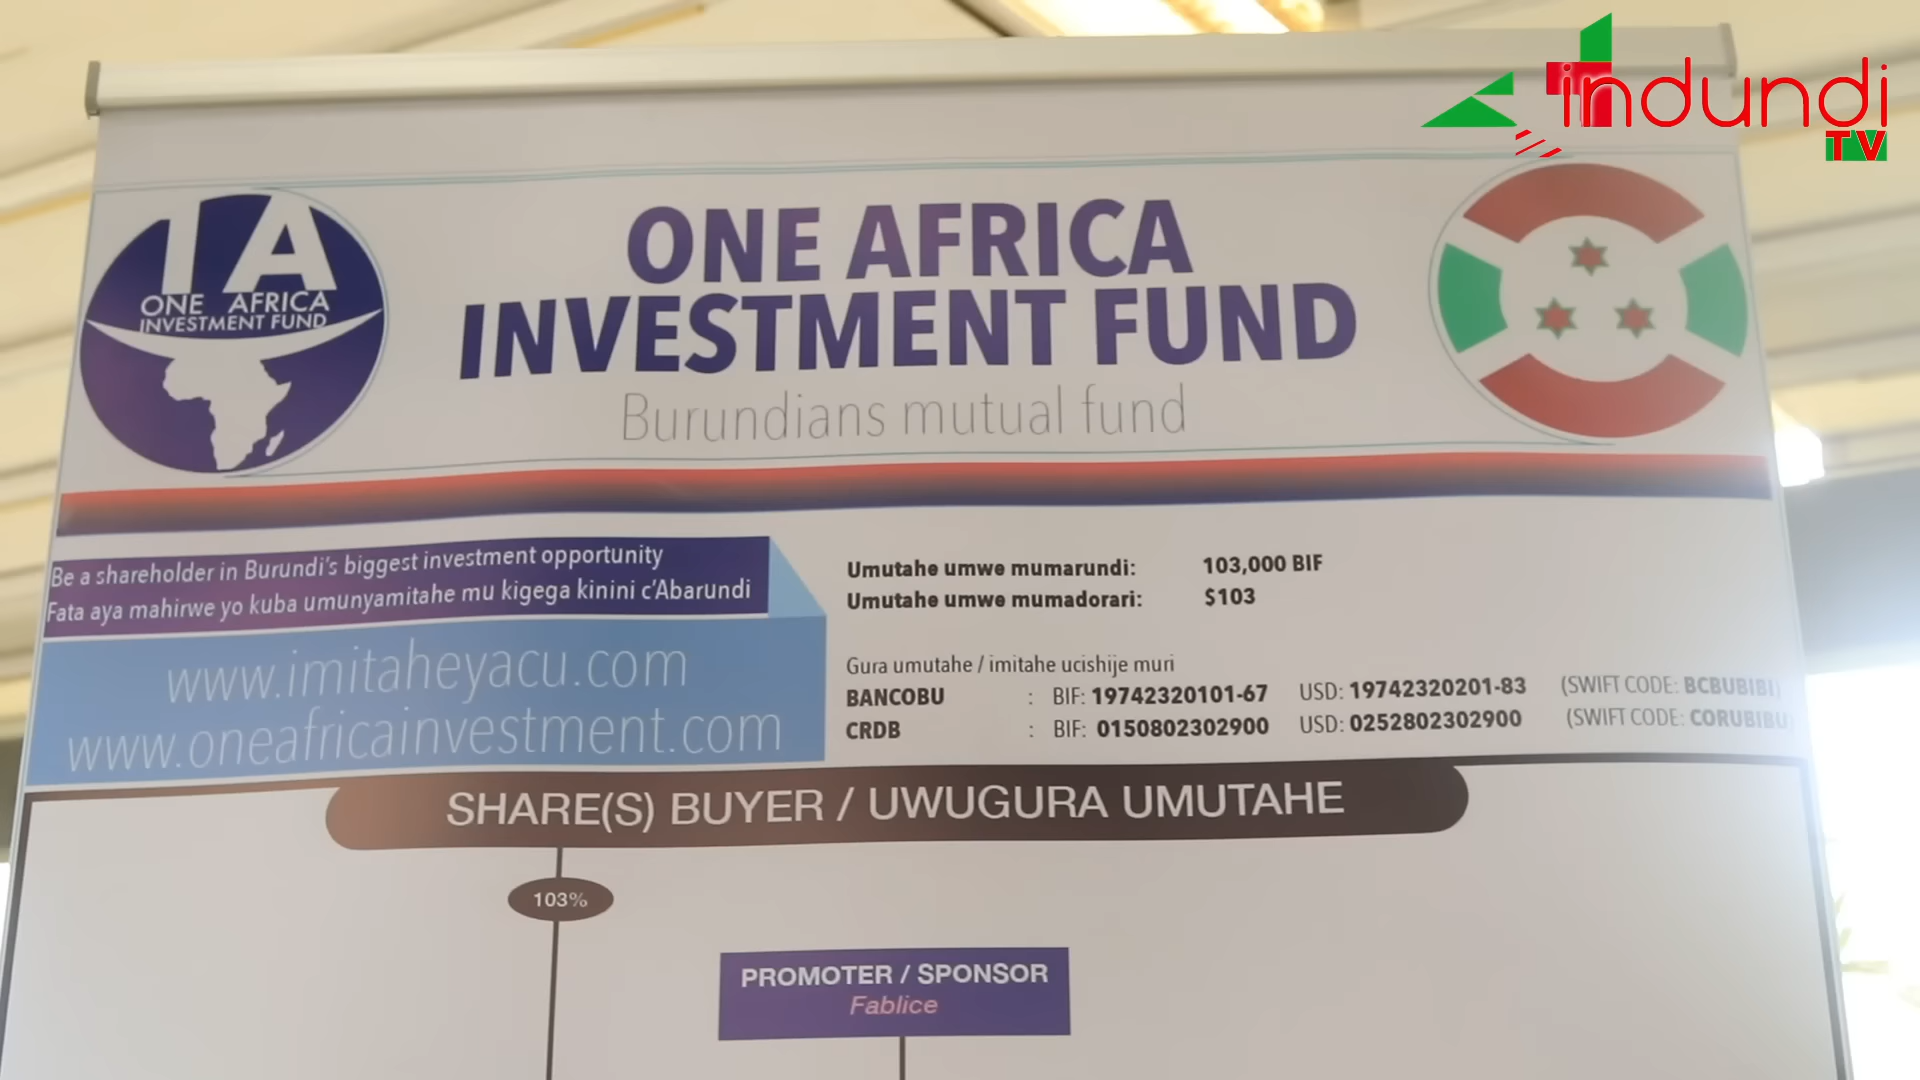 indundi
TV
1A
ONE AFRICA
INVESTMENT FUND
ONE AFRICA
INVESTMENT FUND
Burundians mutual fund
Be a shareholder in Burundi's biggest investment opportunity
Fata aya mahirwe yo kuba umunyamitahe mu kigega kinini c'Abarundi
www.imitaheyacu.com
www.oneafricainvestment.com
Umutahe umwe mumarundi: 103,000 BIF
Umutahe umwe mumadorari: $103
Gura umutahe / imitahe ucishije muri
BANCOBU : BIF: 19742320101-67 USD: 19742320201-83 (SWIFT CODE: BCBUBIBI)
CRDB : BIF: 0150802302900 USD: 0252802302900 (SWIFT CODE: CORUBIBU)
SHARE(S) BUYER / UWUGURA UMUTAHE
103%
PROMOTER / SPONSOR
Fablice